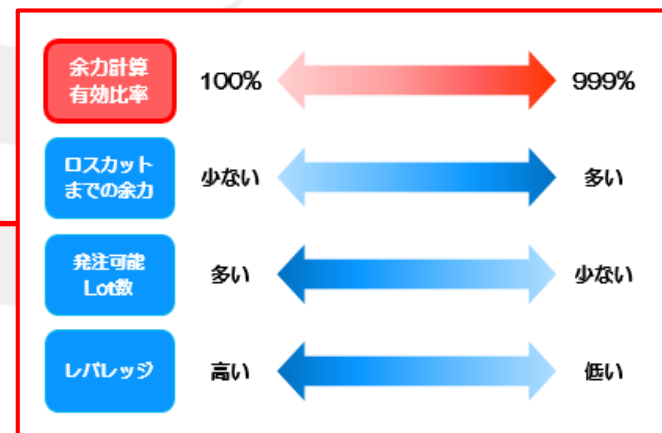 余力計算
有効比率
100%
999%
ロスカット
までの余力
少ない
多い
発注可能
Lot数
多い
少ない
レバレッジ
高い
低い